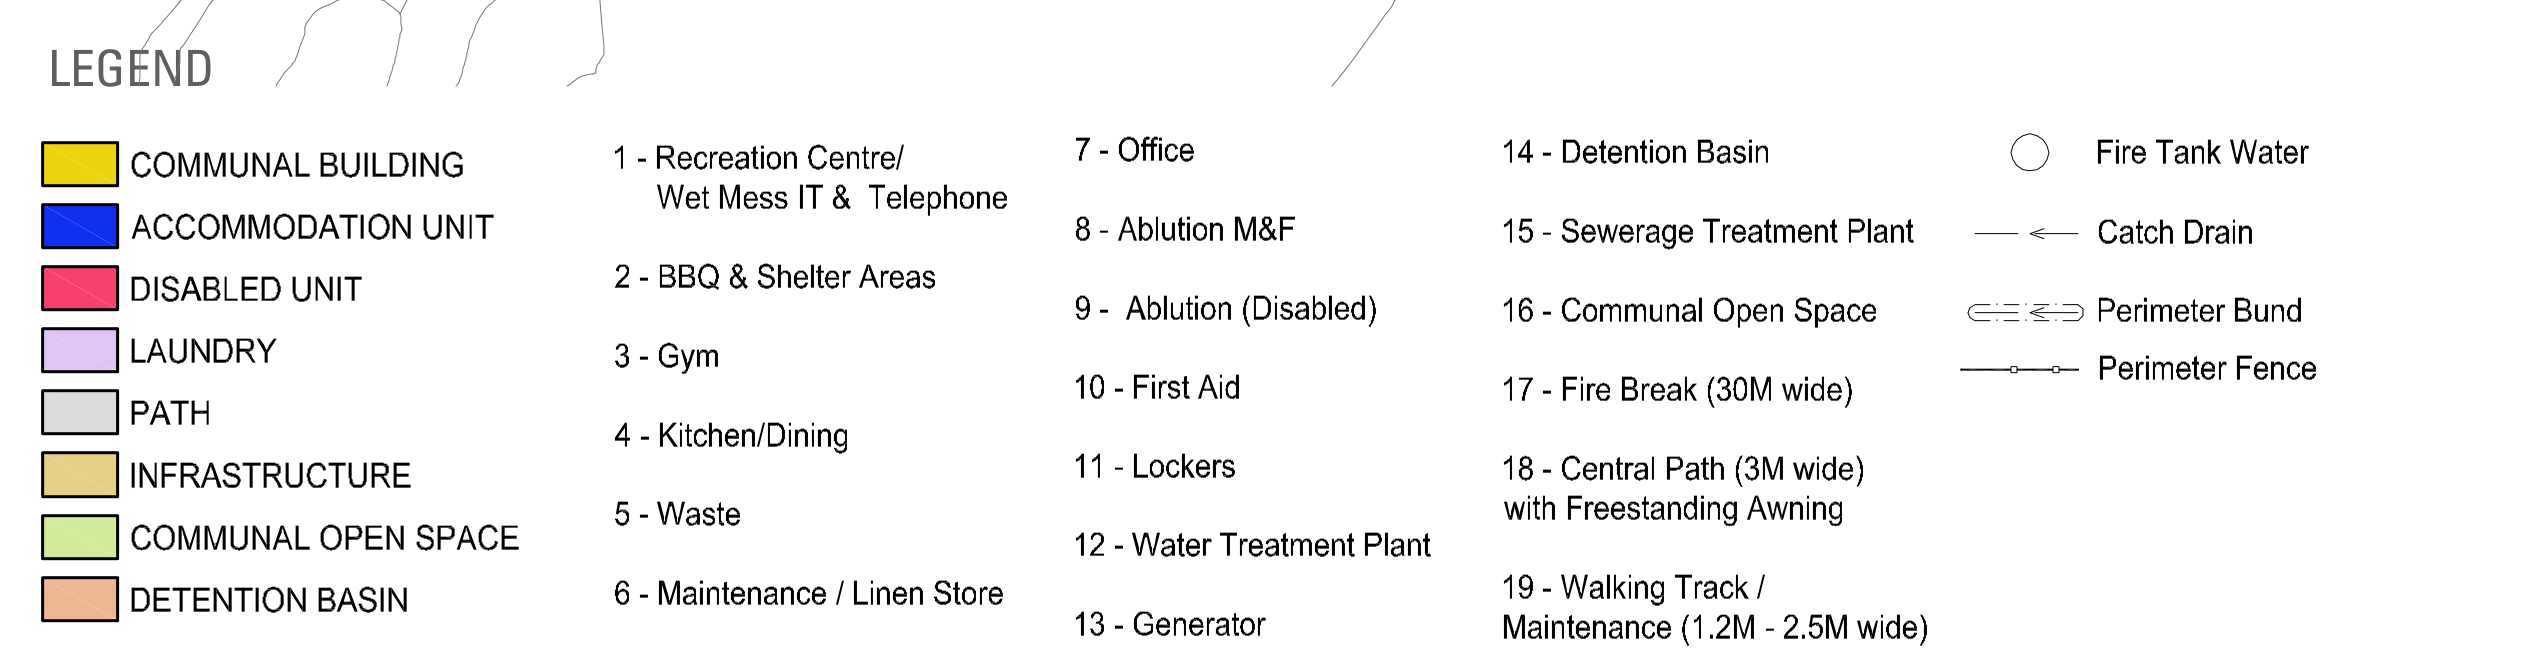 LEGEND
COMMUNAL BUILDING
ACCOMMODATION UNIT
DISABLED UNIT
LAUNDRY
PATH
INFRASTRUCTURE
COMMUNAL OPEN SPACE
DETENTION BASIN
1 - Recreation Centre/
Wet Mess IT & Telephone
2 - BBQ & Shelter Areas
3 - Gym
4 - Kitchen/Dining
5 - Waste
6 - Maintenance / Linen Store
7 - Office
8 - Ablution M&F
9 - Ablution (Disabled)
10 - First Aid
11 - Lockers
12 - Water Treatment Plant
13 - Generator
14 - Detention Basin
15 - Sewerage Treatment Plant
16 - Communal Open Space
17 - Fire Break (30M wide)
18 - Central Path (3M wide)
with Freestanding Awning
19 - Walking Track /
Maintenance (1.2M - 2.5M wide)
Fire Tank Water
Catch Drain
Perimeter Bund
Perimeter Fence